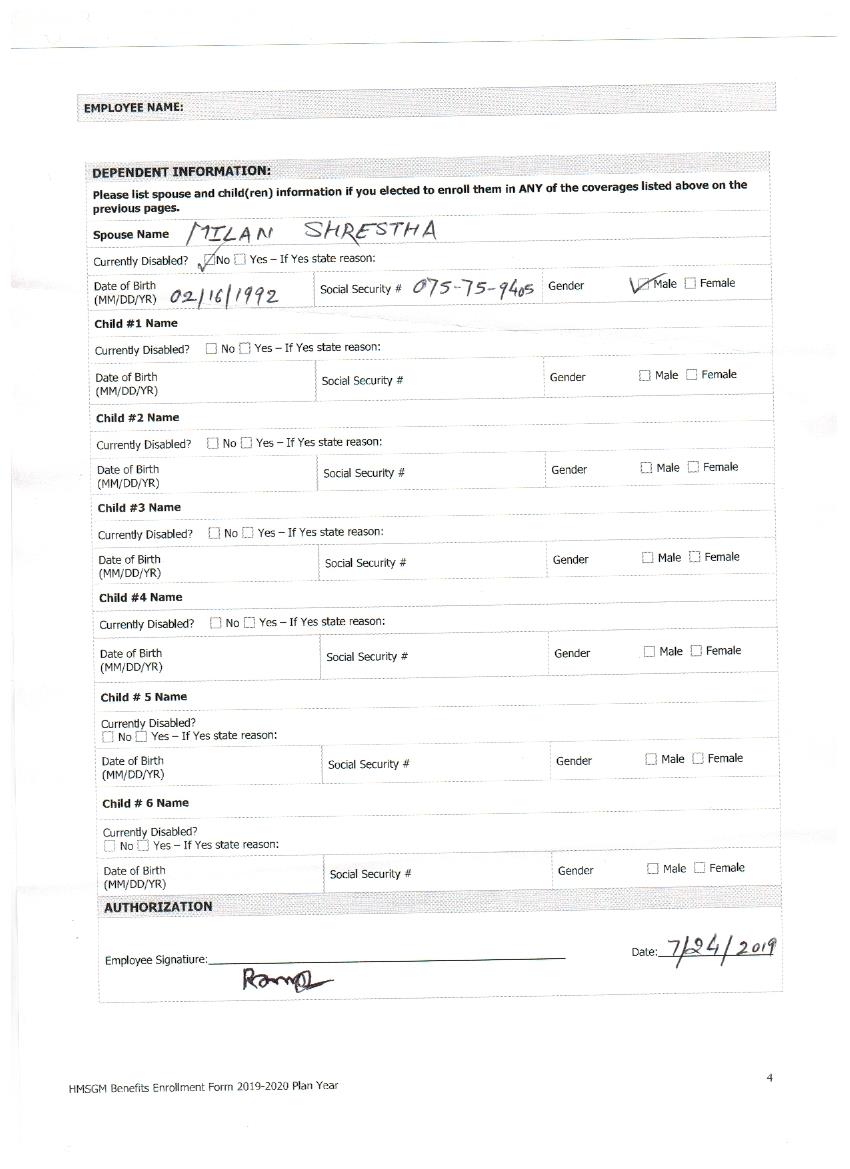 EMPLOYEE NAME:
DEPENDENT INFORMATION:
Please list spouse and child(ren) information if you elected to enroll them in ANY of the coverages listed above on the
previous pages.
Spouse Name MILAN SHRESTHA
Currently Disabled? No Yes – If Yes state reason:
Date of Birth (MM/DD/YR) 02/16/1992 Social Security # 075-75-9405 Gender Male Female
Child #1 Name
Currently Disabled? No Yes – If Yes state reason:
Date of Birth (MM/DD/YR) Social Security # Gender Male Female
Child #2 Name
Currently Disabled? No Yes – If Yes state reason:
Date of Birth (MM/DD/YR) Social Security # Gender Male Female
Child #3 Name
Currently Disabled? No Yes – If Yes state reason:
Date of Birth (MM/DD/YR) Social Security # Gender Male Female
Child #4 Name
Currently Disabled? No Yes – If Yes state reason:
Date of Birth (MM/DD/YR) Social Security # Gender Male Female
Child # 5 Name
Currently Disabled?
No Yes – If Yes state reason:
Date of Birth (MM/DD/YR) Social Security # Gender Male Female
Child # 6 Name
Currently Disabled?
No Yes – If Yes state reason:
Date of Birth (MM/DD/YR) Social Security # Gender Male Female
AUTHORIZATION
Employee Signature: Date: 7/24/2019
HMSGM Benefits Enrollment Form 2019-2020 Plan Year
4